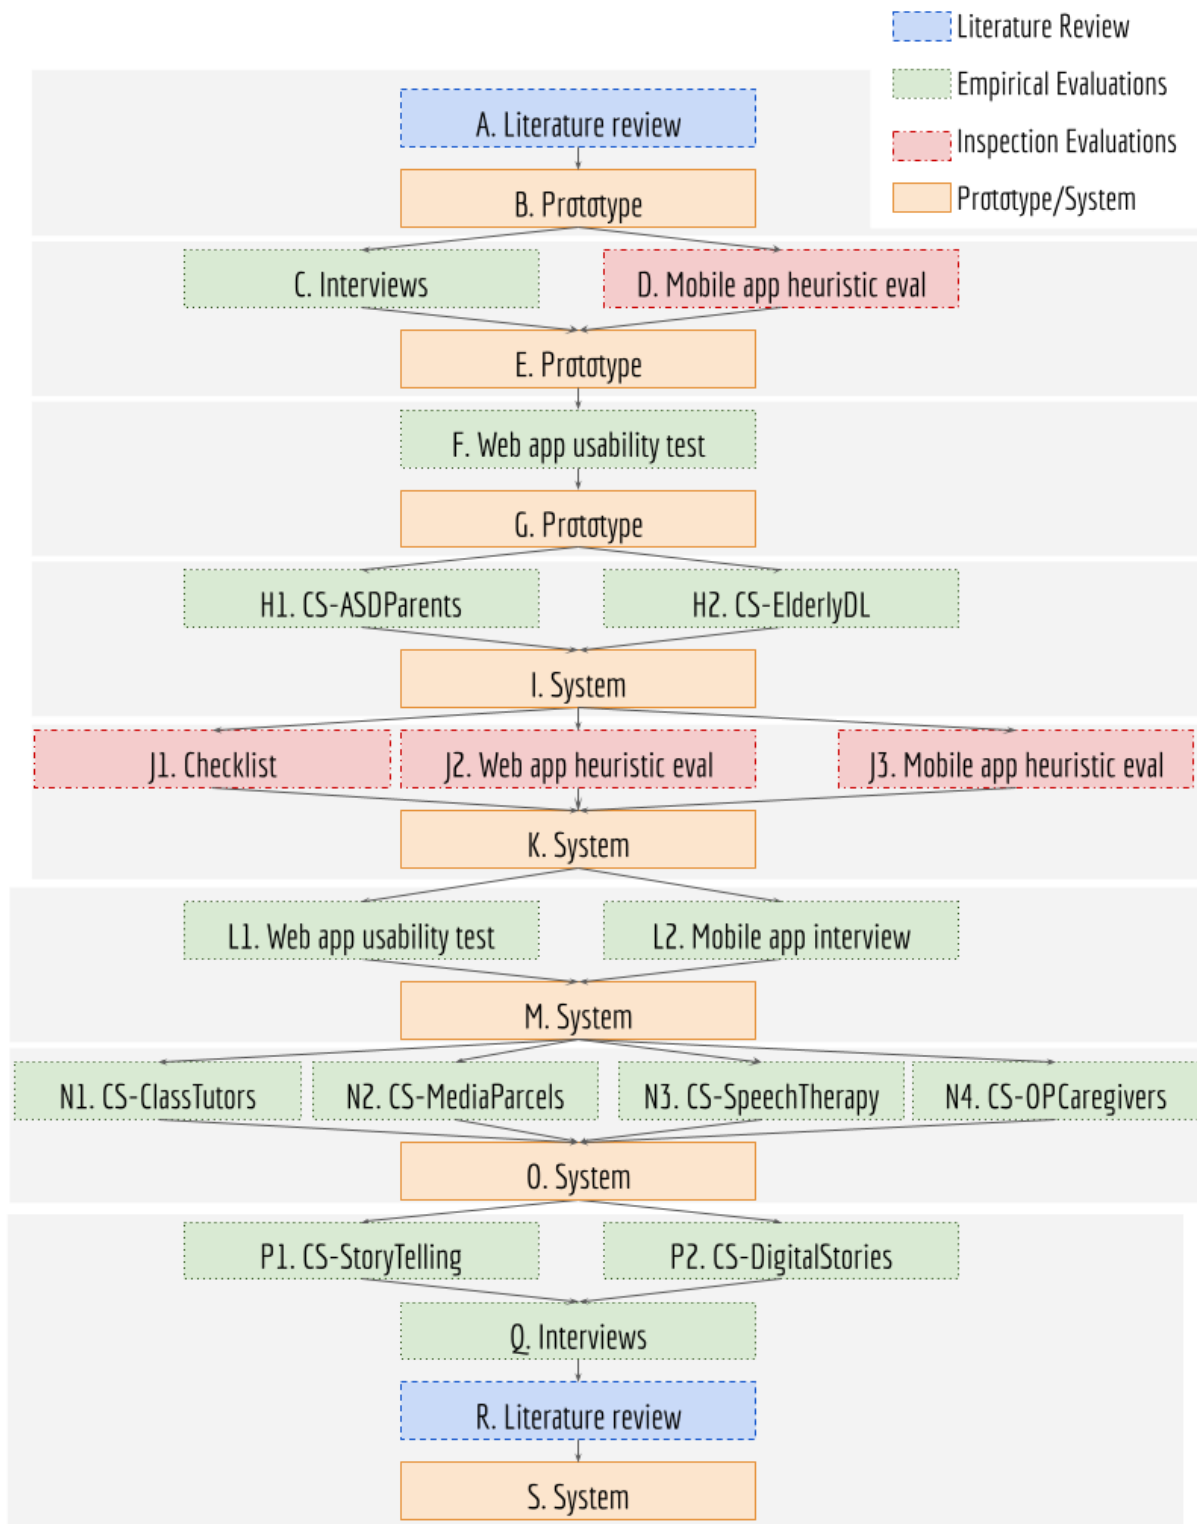 Literature Review
Empirical Evaluations
Inspection Evaluations
Prototype/System
A. Literature review
B. Prototype
C. Interviews
D. Mobile app heuristic eval
E. Prototype
F. Web app usability test
G. Prototype
H1. CS-ASDParents
H2. CS-ElderlyDL
I. System
J1. Checklist
J2. Web app heuristic eval
J3. Mobile app heuristic eval
K. System
L1. Web app usability test
L2. Mobile app interview
M. System
N1. CS-ClassTutors
N2. CS-MediaParcels
N3. CS-SpeechTherapy
N4. CS-OPCaregivers
O. System
P1. CS-StoryTelling
P2. CS-DigitalStories
Q. Interviews
R. Literature review
S. System